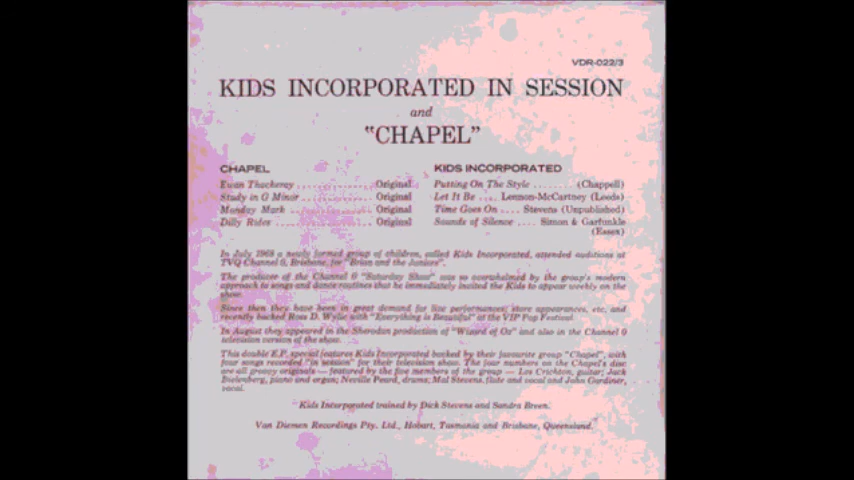 VDR-022/3
KIDS INCORPORATED IN SESSION
and
"CHAPEL"
CHAPEL
Ewan Thackeray .................. Original
Study in G Minor .................. Original
Monday Mark .................. Original
Dilly Rider .................. Original
KIDS INCORPORATED
Putting On The Style ........ (Chappell)
Let It Be .... Lennon-McCartney (Leeds)
Time Goes On .... Stevens (Unpublished)
Sounds of Silence .... Simon & Garfunkle
(Essex)
In July 1968 a newly formed group of children, called Kids Incorporated, attended auditions at
TVQ Channel 0, Brisbane, for "Brian and the Juniors".
The producer of the Channel 0 "Saturday Show" was so overwhelmed by the group's modern
approach to songs and dance routines that he immediately invited the Kids to appear weekly on the
show.
Since then they have been in great demand for live performances, store appearances, etc. and
recently backed Ross D. Wylie with "Everything is Beautiful" at the VIP Pop Festival.
In August they appeared in the Sheradon production of "Wizard of Oz" and also in the Channel 0
television version of the show.
This double E.P. special features Kids Incorporated backed by their favourite group "Chapel", with
four songs recorded "in session" for their television show. The four numbers on the Chapel's disc
are all groovy originals — featured by the five members of the group — Les Crichton, guitar; Jack
Bielenberg, piano and organ; Neville Peard, drums; Mal Stevens, flute and vocal and John Gardiner,
vocal.
Kids Incorporated trained by Dick Stevens and Sandra Breen.
Van Diemen Recordings Pty. Ltd., Hobart, Tasmania and Brisbane, Queensland.